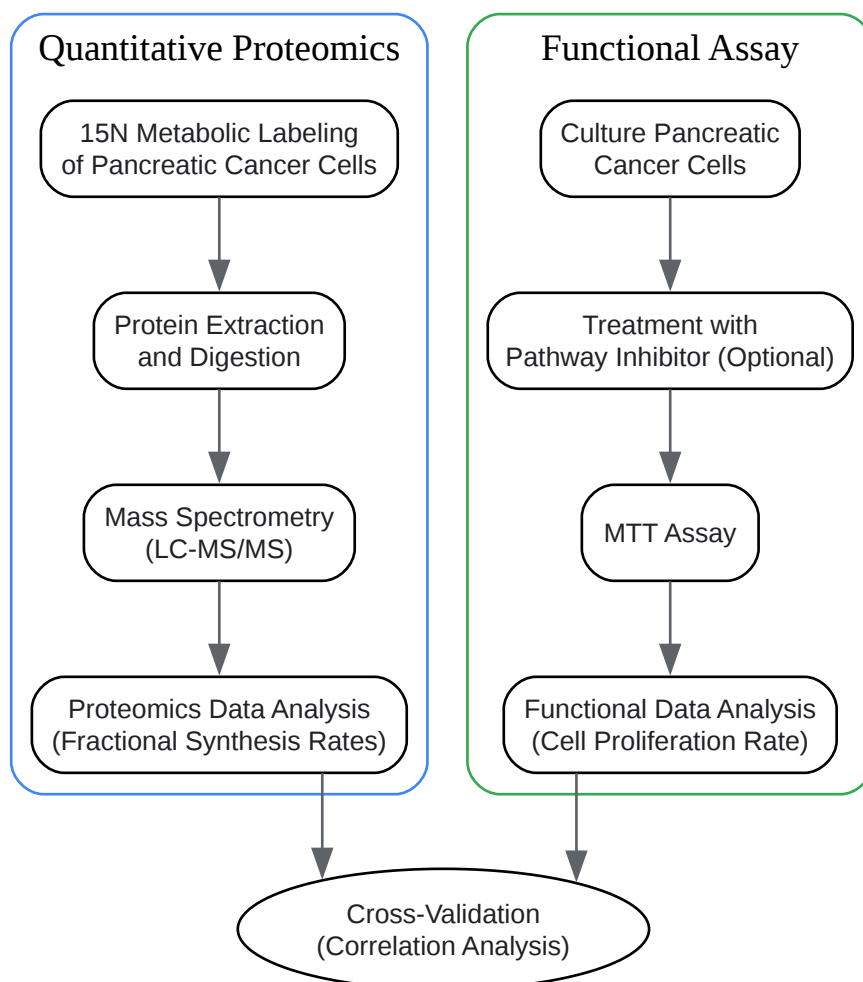 Quantitative Proteomics
15N Metabolic Labeling
of Pancreatic Cancer Cells
Protein Extraction
and Digestion
Mass Spectrometry
(LC-MS/MS)
Proteomics Data Analysis
(Fractional Synthesis Rates)
Functional Assay
Culture Pancreatic
Cancer Cells
Treatment with
Pathway Inhibitor (Optional)
MTT Assay
Functional Data Analysis
(Cell Proliferation Rate)
Cross-Validation
(Correlation Analysis)